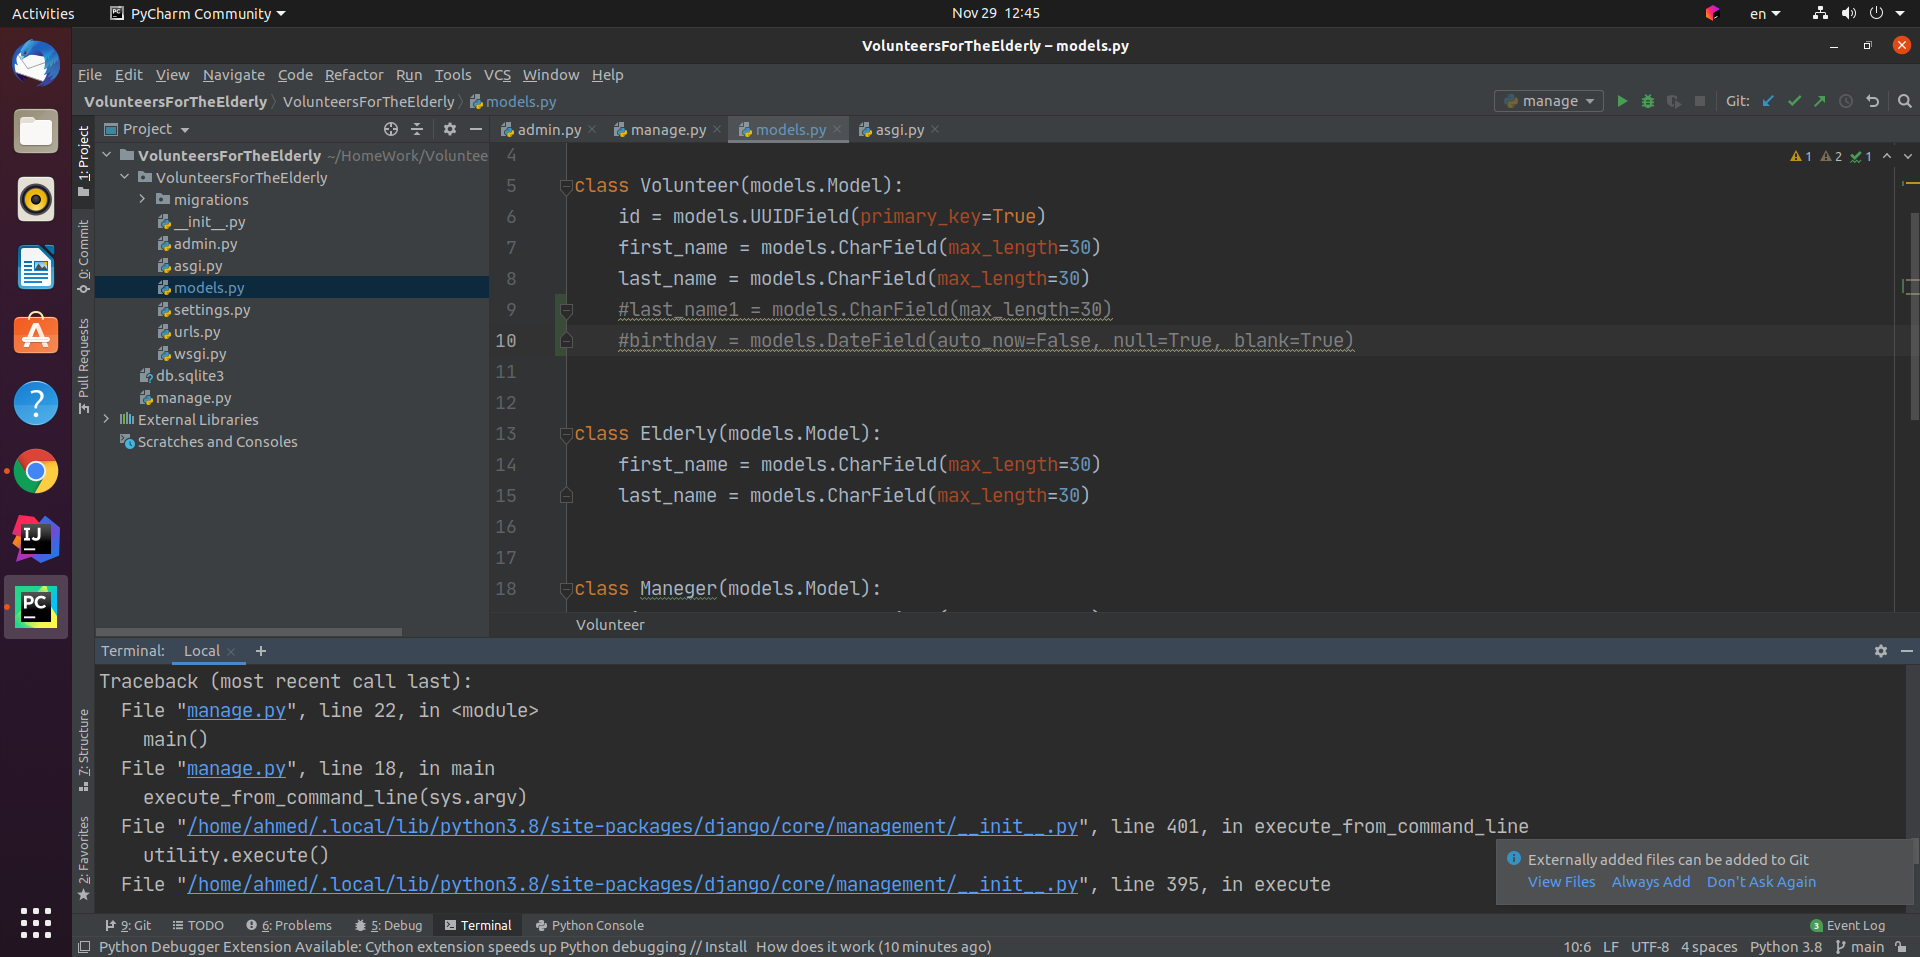 Activities
PyCharm Community
Nov 29 12:45
en
VolunteersForTheElderly – models.py
File Edit View Navigate Code Refactor Run Tools VCS Window Help
VolunteersForTheElderly VolunteersForTheElderly models.py
manage
Git:
1: Project
0: Commit
Pull Requests
7: Structure
2: Favorites
Project
VolunteersForTheElderly ~/HomeWork/Voluntee
VolunteersForTheElderly
migrations
__init__.py
admin.py
asgi.py
models.py
settings.py
urls.py
wsgi.py
db.sqlite3
manage.py
External Libraries
Scratches and Consoles
admin.py manage.py models.py asgi.py
1 2 1
4
5 class Volunteer(models.Model):
6 id = models.UUIDField(primary_key=True)
7 first_name = models.CharField(max_length=30)
8 last_name = models.CharField(max_length=30)
9 #last_name1 = models.CharField(max_length=30)
10 #birthday = models.DateField(auto_now=False, null=True, blank=True)
11
12
13 class Elderly(models.Model):
14 first_name = models.CharField(max_length=30)
15 last_name = models.CharField(max_length=30)
16
17
18 class Maneger(models.Model):
Volunteer
Terminal: Local
Traceback (most recent call last):
File "manage.py", line 22, in <module>
main()
File "manage.py", line 18, in main
execute_from_command_line(sys.argv)
File "/home/ahmed/.local/lib/python3.8/site-packages/django/core/management/__init__.py", line 401, in execute_from_command_line
utility.execute()
File "/home/ahmed/.local/lib/python3.8/site-packages/django/core/management/__init__.py", line 395, in execute
Externally added files can be added to Git
View Files Always Add Don't Ask Again
9: Git TODO 6: Problems 5: Debug Terminal Python Console
3 Event Log
Python Debugger Extension Available: Cython extension speeds up Python debugging // Install How does it work (10 minutes ago)
10:6 LF UTF-8 4 spaces Python 3.8 main
IJ
PC